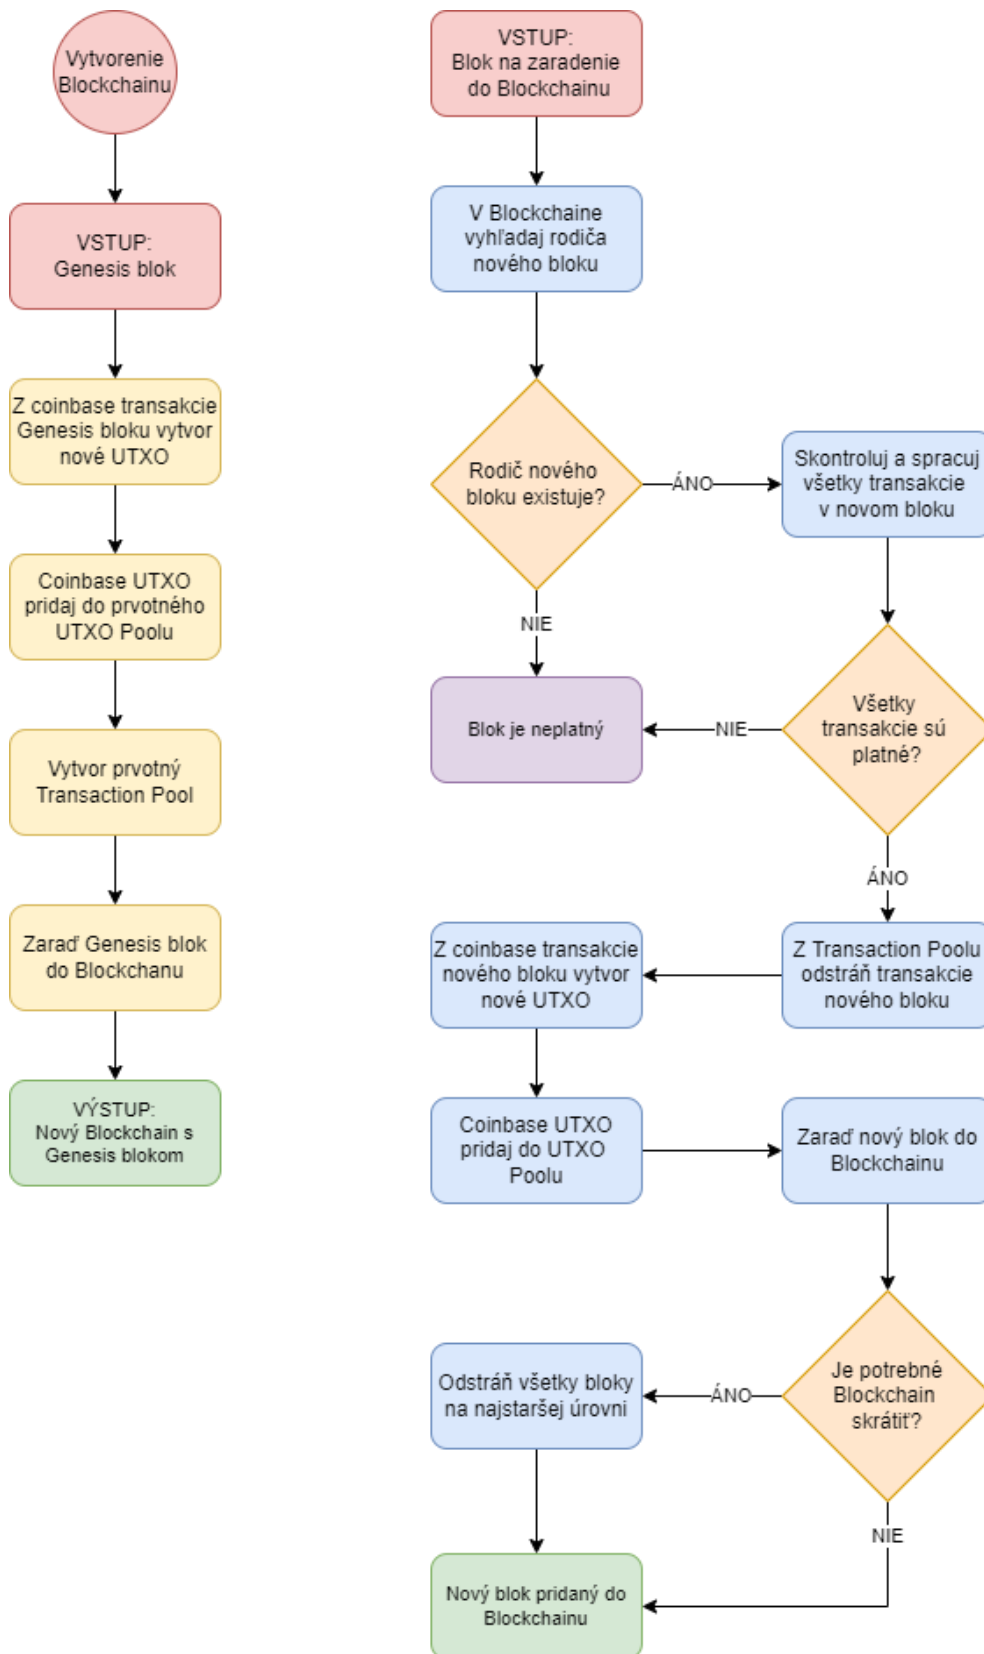 Vytvorenie
Blockchainu
VSTUP:
Genesis blok
Z coinbase transakcie
Genesis bloku vytvor
nové UTXO
Coinbase UTXO
pridaj do prvotného
UTXO Poolu
Vytvor prvotný
Transaction Pool
Zaraď Genesis blok
do Blockchanu
VÝSTUP:
Nový Blockchain s
Genesis blokom
VSTUP:
Blok na zaradenie
do Blockchainu
V Blockchaine
vyhľadaj rodiča
nového bloku
Rodič nového
bloku existuje?
ÁNO
Skontroluj a spracuj
všetky transakcie
v novom bloku
NIE
Blok je neplatný
NIE
Všetky
transakcie sú
platné?
ÁNO
Z Transaction Poolu
odstráň transakcie
nového bloku
Z coinbase transakcie
nového bloku vytvor
nové UTXO
Coinbase UTXO
pridaj do UTXO
Poolu
Zaraď nový blok do
Blockchainu
Je potrebné
Blockchain
skrátiť?
ÁNO
Odstráň všetky bloky
na najstaršej úrovni
NIE
Nový blok pridaný do
Blockchainu